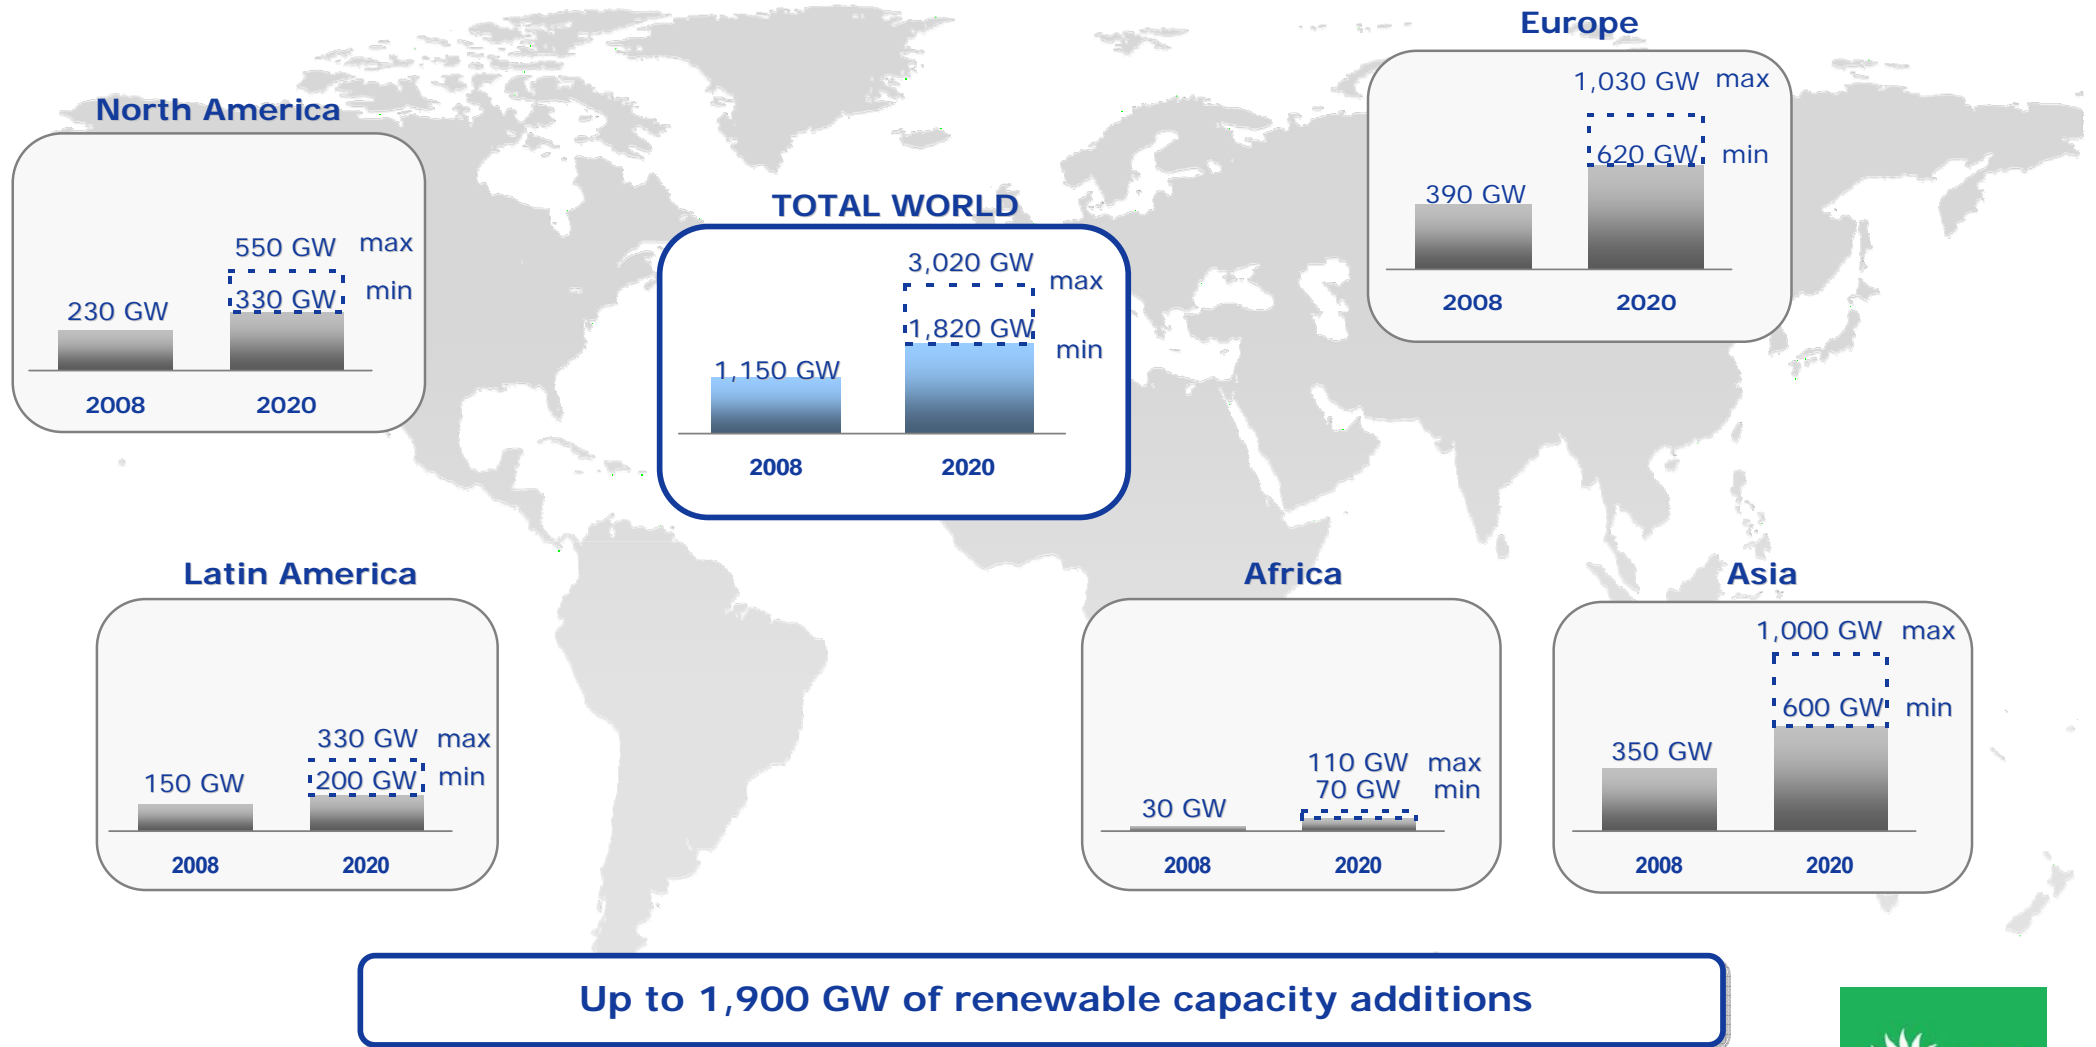 Europe
1,030 GW max
620 GW min
390 GW
2008 2020
North America
550 GW max
330 GW min
230 GW
2008 2020
TOTAL WORLD
3,020 GW max
1,820 GW min
1,150 GW
2008 2020
Latin America
330 GW max
200 GW min
150 GW
2008 2020
Africa
110 GW max
70 GW min
30 GW
2008 2020
Asia
1,000 GW max
600 GW min
350 GW
2008 2020
Up to 1,900 GW of renewable capacity additions